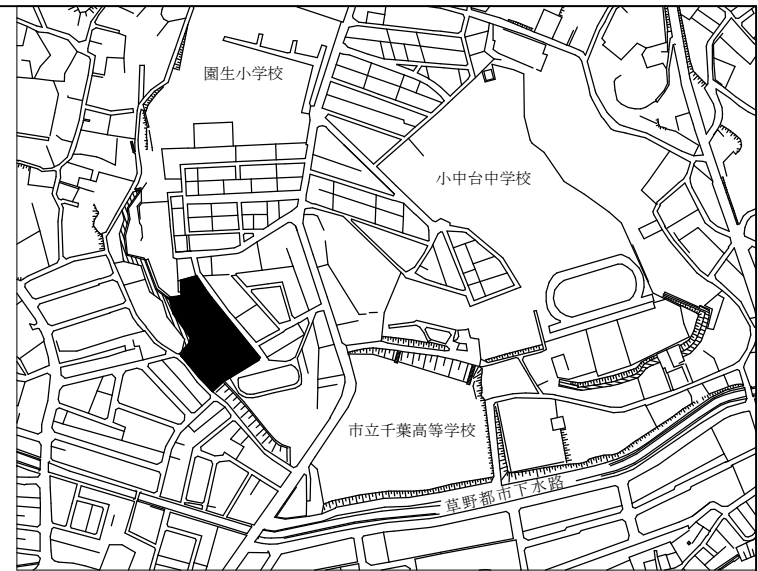 園生小学校
小中台中学校
市立千葉高等学校
草野都市下水路